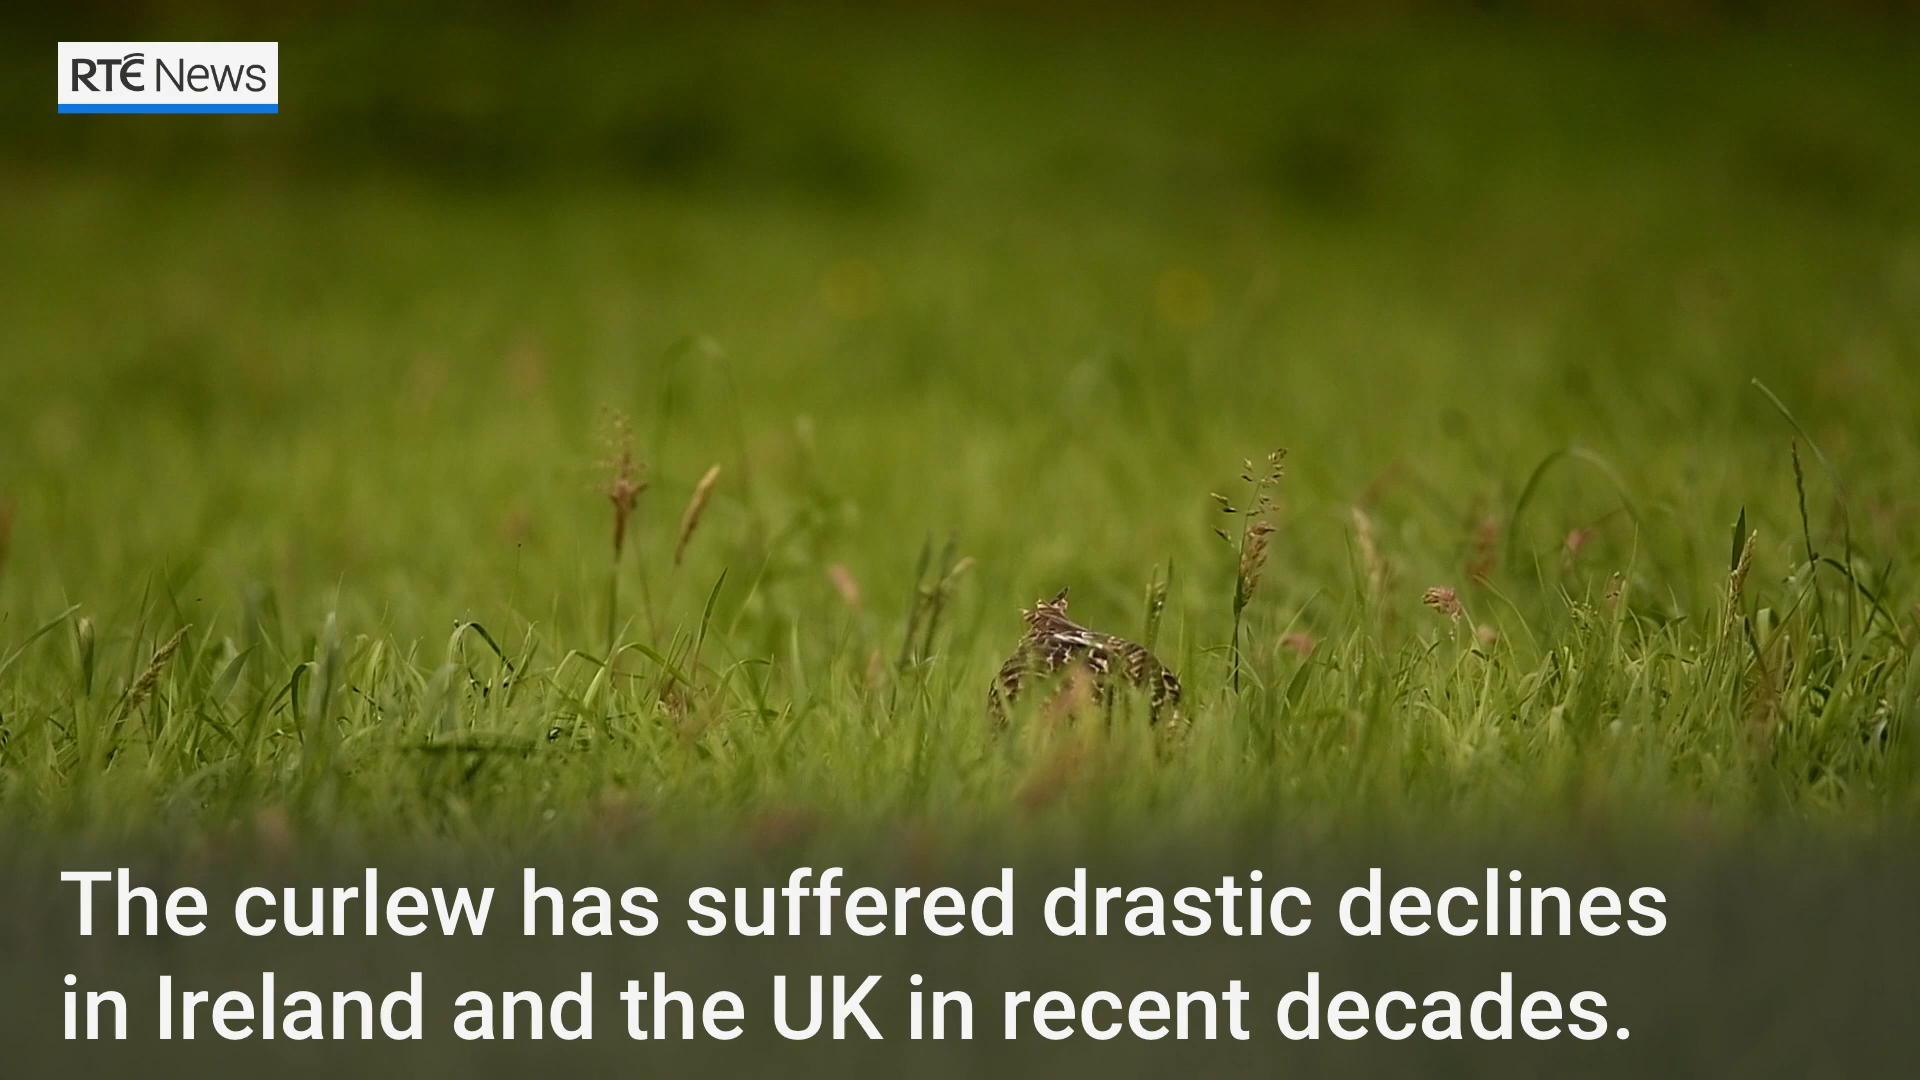 RTÉ News
The curlew has suffered drastic declines
in Ireland and the UK in recent decades.